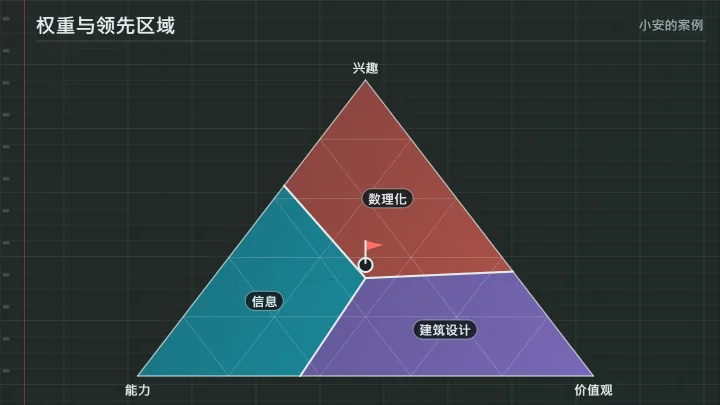 权重与领先区域
小安的案例
兴趣
数理化
信息
建筑设计
能力
价值观